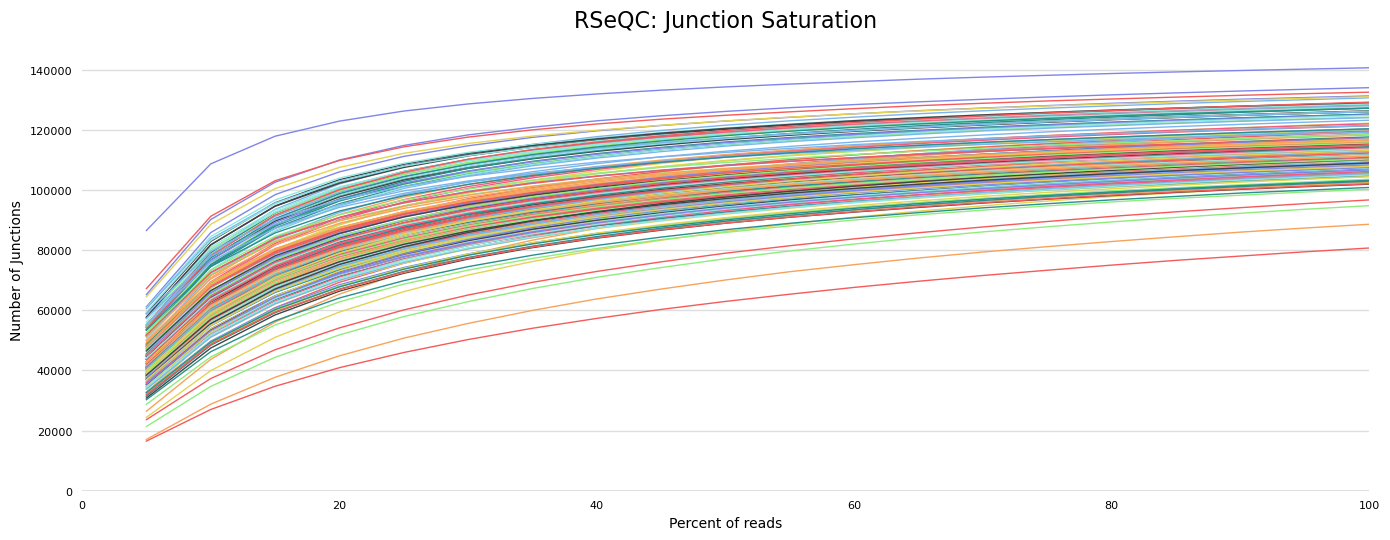 RSeQC: Junction Saturation
140000
120000
100000
80000
60000
40000
20000
0
Number of Junctions
0 20 40 60 80 100
Percent of reads